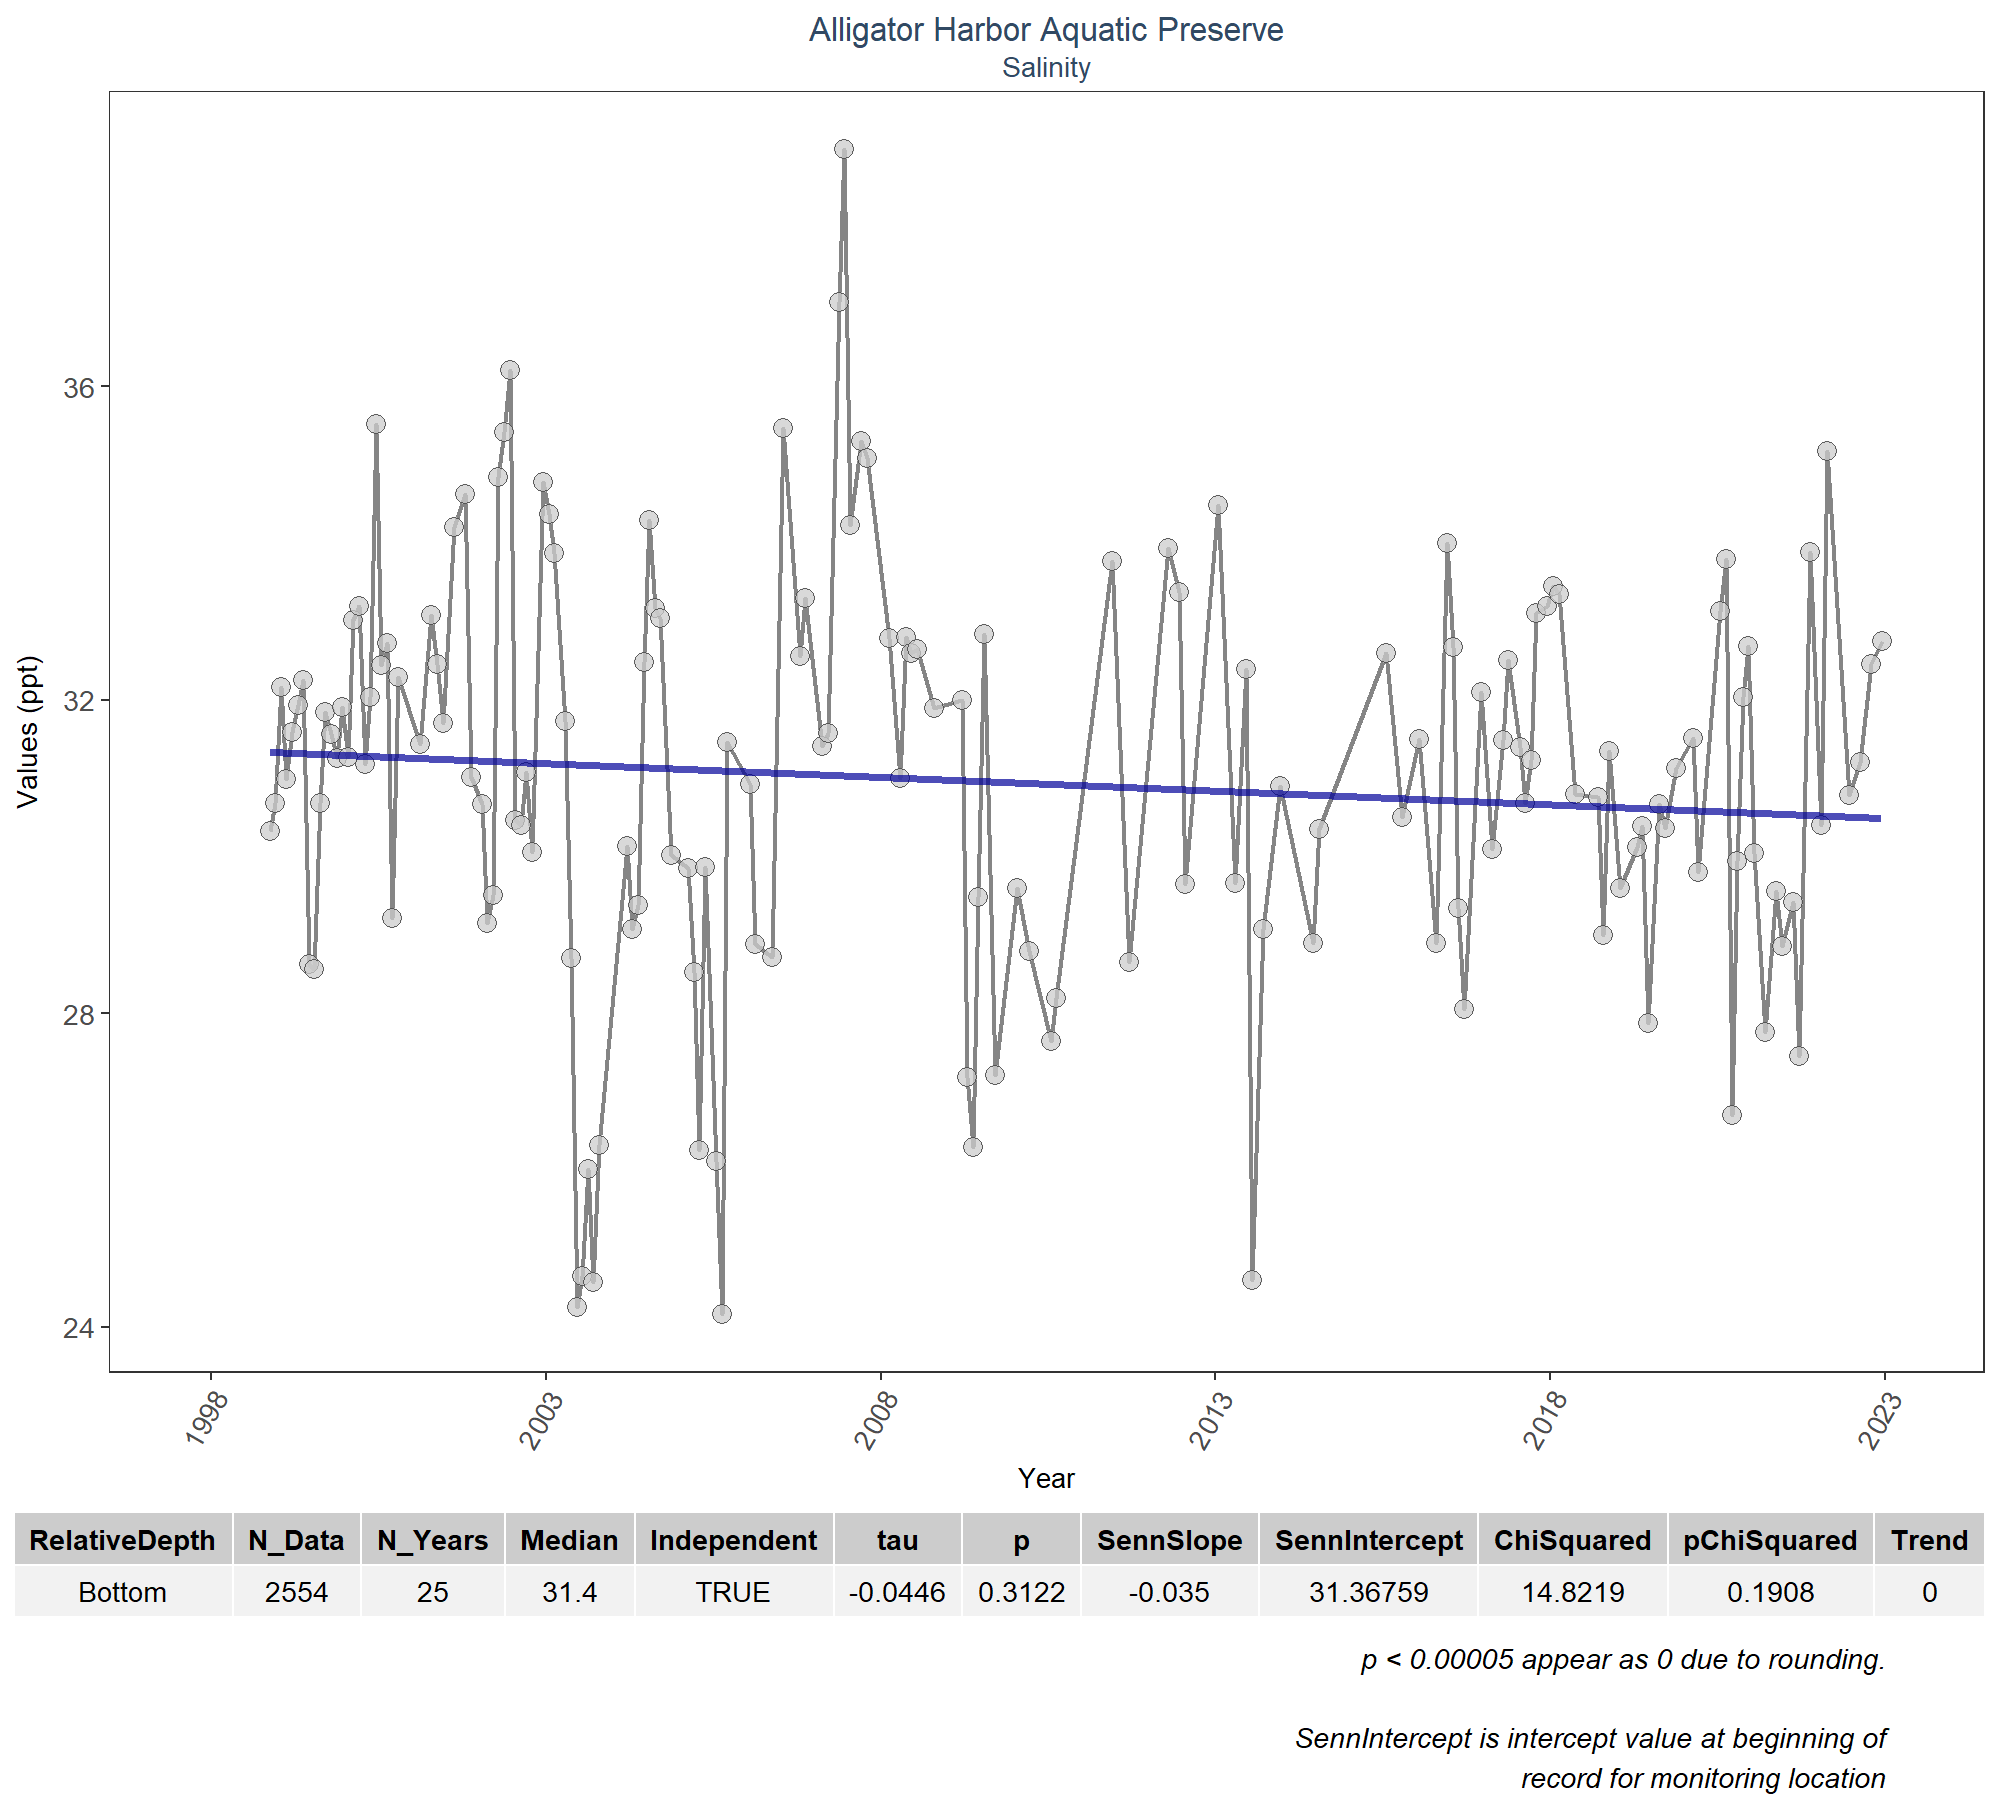 Alligator Harbor Aquatic Preserve
Salinity
Values (ppt)
36
32
28
24
1998
2003
2008
2013
2018
2023
Year
RelativeDepth N_Data N_Years Median Independent tau p SennSlope SennIntercept ChiSquared pChiSquared Trend
Bottom 2554 25 31.4 TRUE -0.0446 0.3122 -0.035 31.36759 14.8219 0.1908 0
p < 0.00005 appear as 0 due to rounding.
SennIntercept is intercept value at beginning of
record for monitoring location